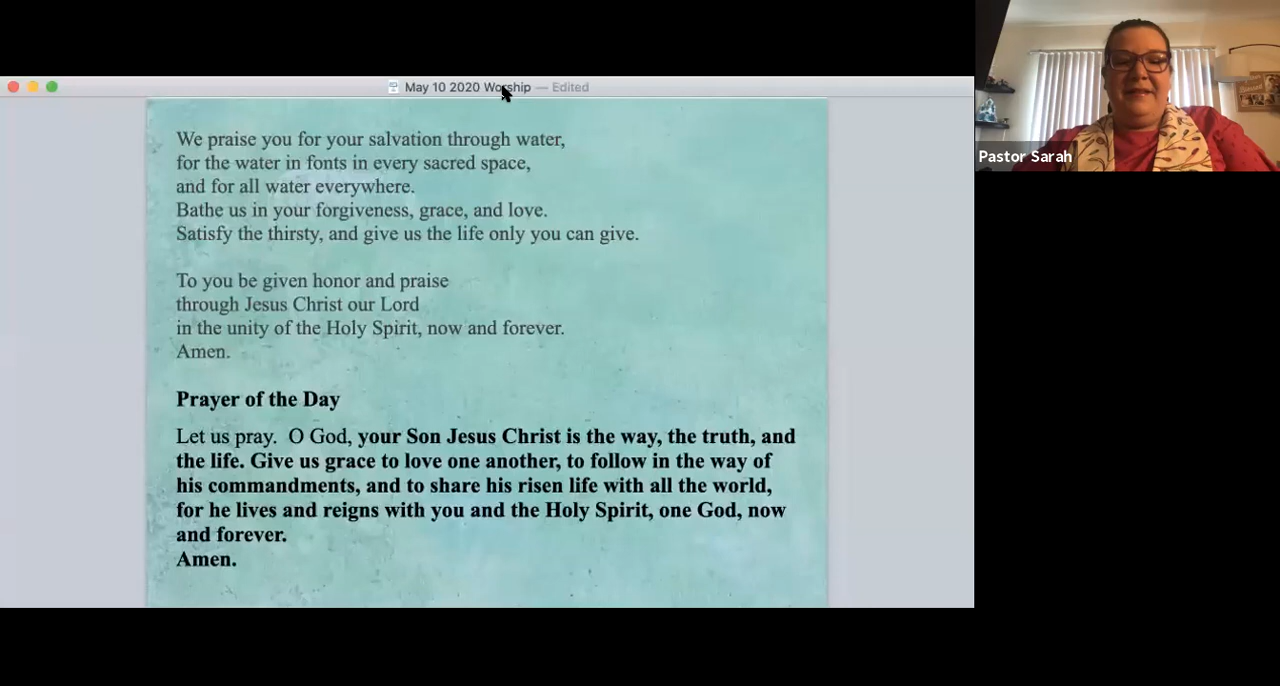 May 10 2020 Worship — Edited
We praise you for your salvation through water,
for the water in fonts in every sacred space,
and for all water everywhere.
Bathe us in your forgiveness, grace, and love.
Satisfy the thirsty, and give us the life only you can give.
To you be given honor and praise
through Jesus Christ our Lord
in the unity of the Holy Spirit, now and forever.
Amen.
Prayer of the Day
Let us pray.  O God, your Son Jesus Christ is the way, the truth, and
the life. Give us grace to love one another, to follow in the way of
his commandments, and to share his risen life with all the world,
for he lives and reigns with you and the Holy Spirit, one God, now
and forever.
Amen.
Pastor Sarah